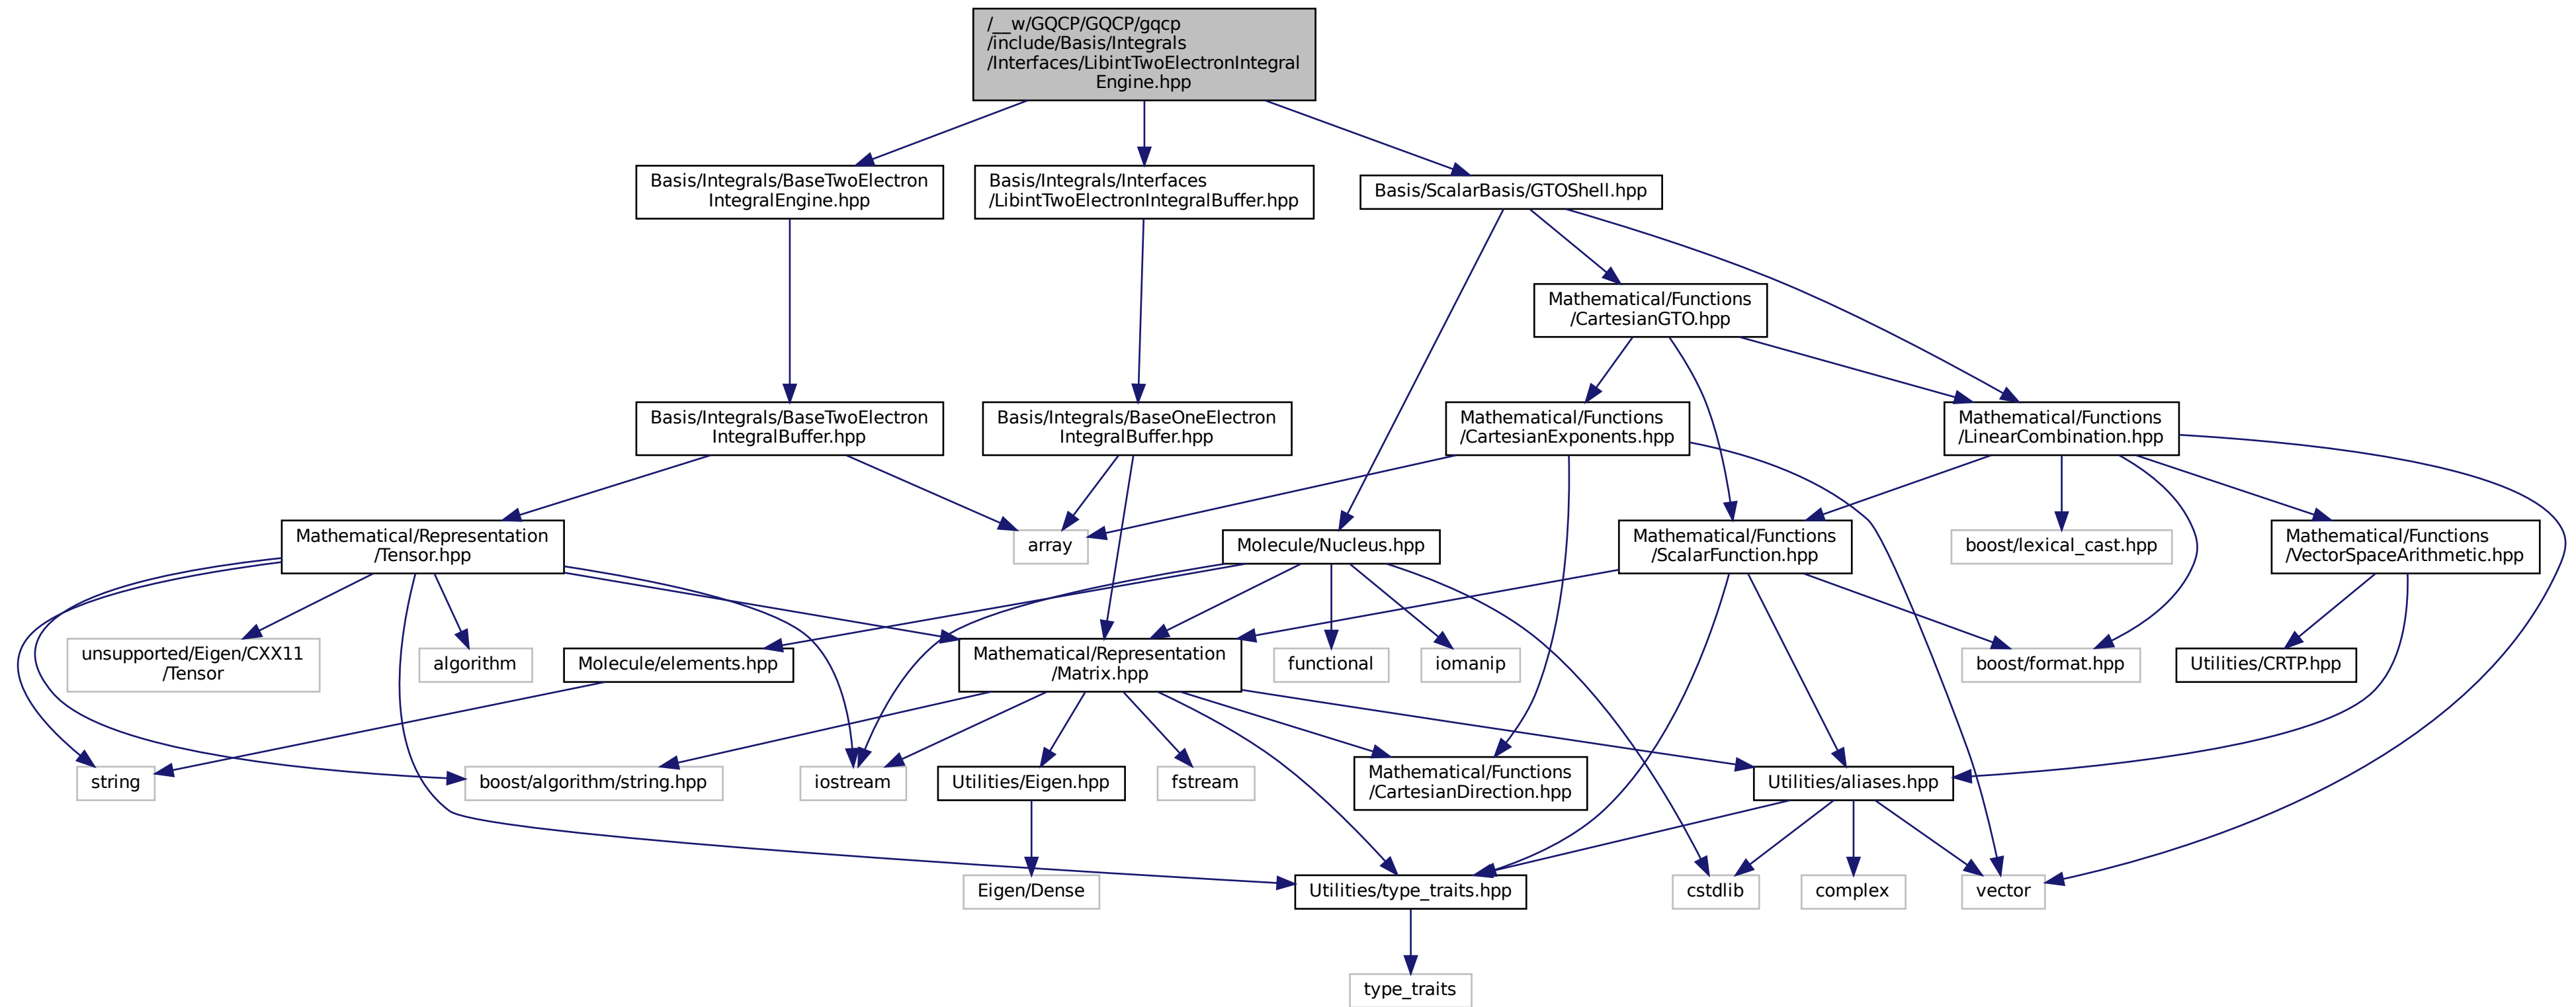 /__w/GQCP/GQCP/gqcp
/include/Basis/Integrals
/Interfaces/LibintTwoElectronIntegral
Engine.hpp
Basis/Integrals/BaseTwoElectron
IntegralEngine.hpp
Basis/Integrals/Interfaces
/LibintTwoElectronIntegralBuffer.hpp
Basis/ScalarBasis/GTOShell.hpp
Mathematical/Functions
/CartesianGTO.hpp
Basis/Integrals/BaseTwoElectron
IntegralBuffer.hpp
Basis/Integrals/BaseOneElectron
IntegralBuffer.hpp
Mathematical/Functions
/CartesianExponents.hpp
Mathematical/Functions
/LinearCombination.hpp
Mathematical/Representation
/Tensor.hpp
array
Molecule/Nucleus.hpp
Mathematical/Functions
/ScalarFunction.hpp
boost/lexical_cast.hpp
Mathematical/Functions
/VectorSpaceArithmetic.hpp
unsupported/Eigen/CXX11
/Tensor
algorithm
Molecule/elements.hpp
Mathematical/Representation
/Matrix.hpp
functional
iomanip
boost/format.hpp
Utilities/CRTP.hpp
string
boost/algorithm/string.hpp
iostream
Utilities/Eigen.hpp
fstream
Mathematical/Functions
/CartesianDirection.hpp
Utilities/aliases.hpp
Eigen/Dense
Utilities/type_traits.hpp
cstdlib
complex
vector
type_traits